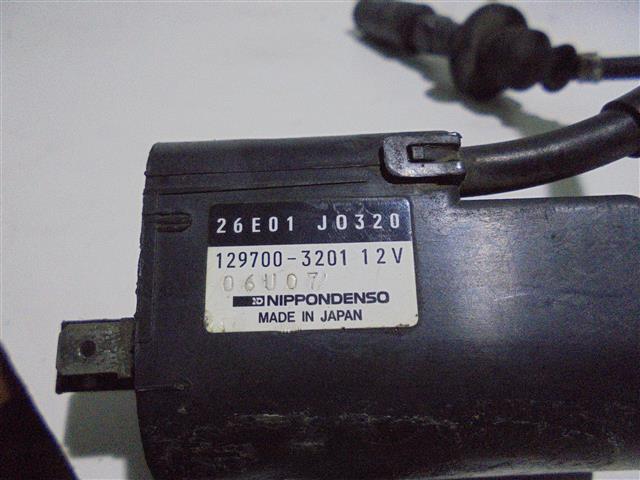 26E01 J0320
129700-3201 12V
06U07
NIPPONDENSO
MADE IN JAPAN